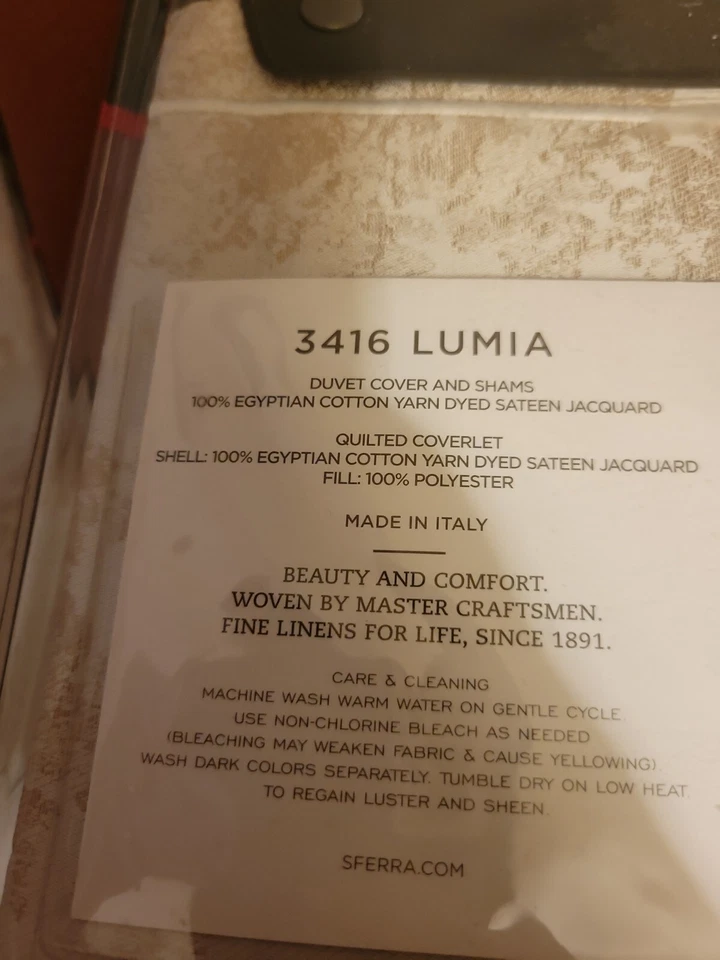 3416 LUMIA
DUVET COVER AND SHAMS
100% EGYPTIAN COTTON YARN DYED SATEEN JACQUARD
QUILTED COVERLET
SHELL: 100% EGYPTIAN COTTON YARN DYED SATEEN JACQUARD
FILL: 100% POLYESTER
MADE IN ITALY
BEAUTY AND COMFORT.
WOVEN BY MASTER CRAFTSMEN.
FINE LINENS FOR LIFE, SINCE 1891.
CARE & CLEANING
MACHINE WASH WARM WATER ON GENTLE CYCLE.
USE NON-CHLORINE BLEACH AS NEEDED
(BLEACHING MAY WEAKEN FABRIC & CAUSE YELLOWING).
WASH DARK COLORS SEPARATELY. TUMBLE DRY ON LOW HEAT
TO REGAIN LUSTER AND SHEEN.
SFERRA.COM